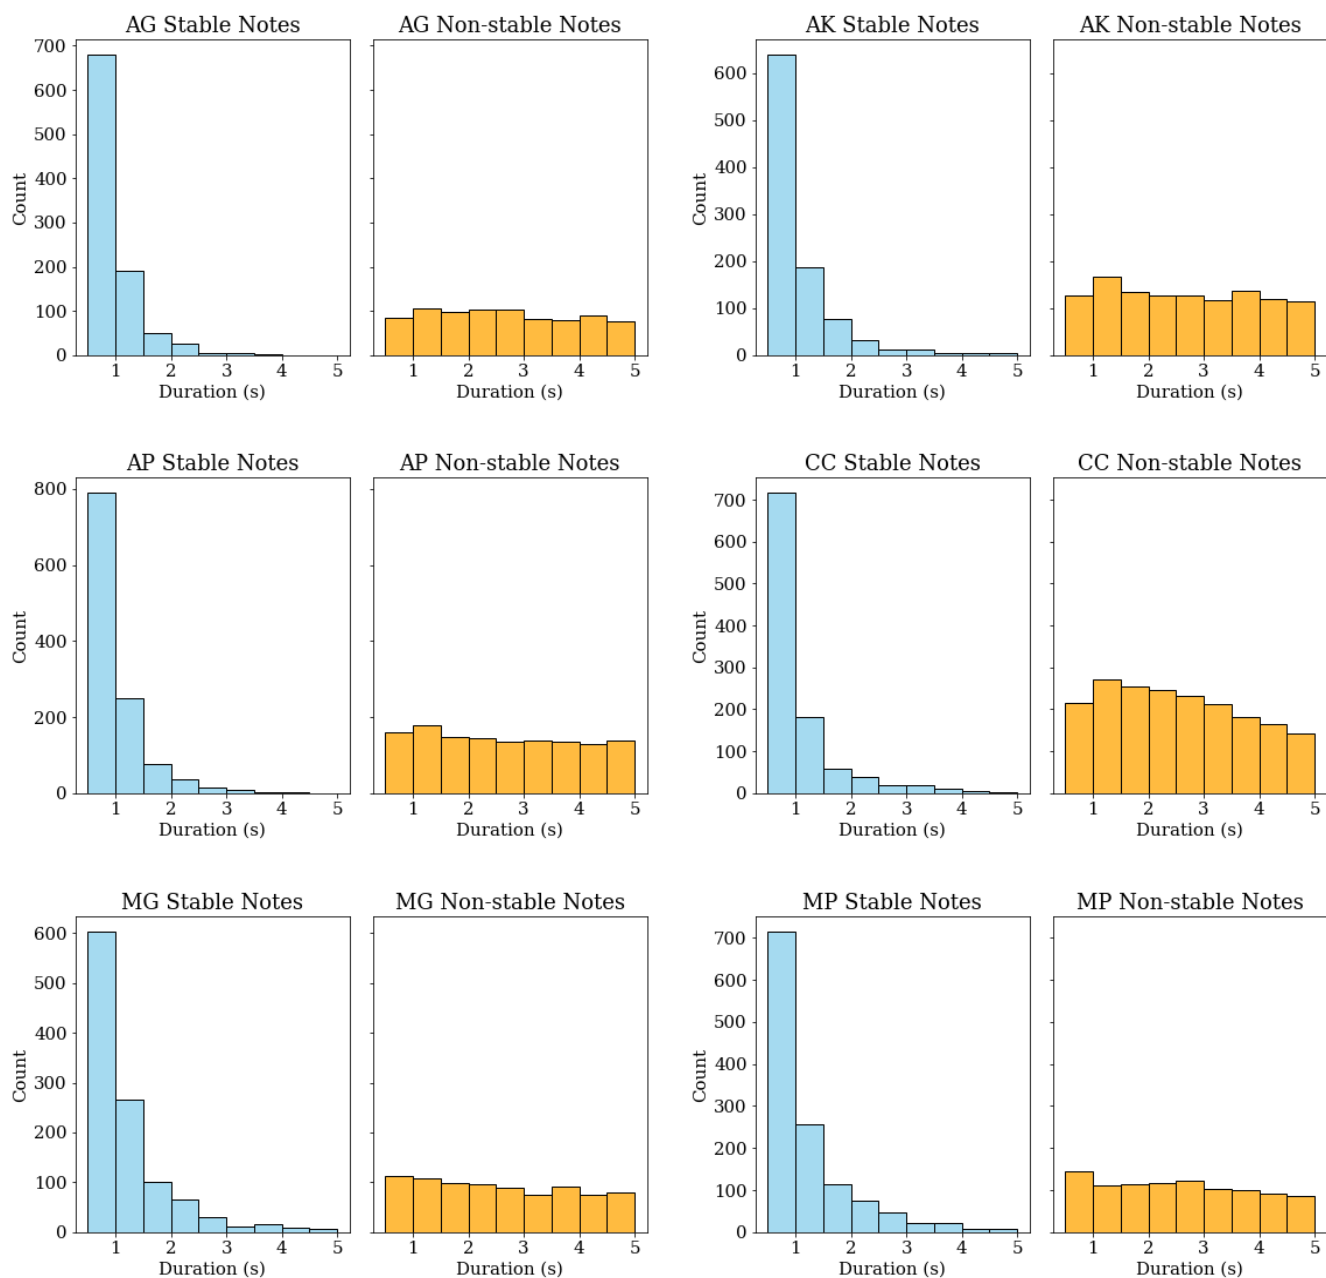 AG Stable Notes
700
600
500
400
300
200
100
0
Count
1 2 3 4 5
Duration (s)
AG Non-stable Notes
1 2 3 4 5
Duration (s)
AK Stable Notes
600
500
400
300
200
100
0
Count
1 2 3 4 5
Duration (s)
AK Non-stable Notes
1 2 3 4 5
Duration (s)
AP Stable Notes
800
600
400
200
0
Count
1 2 3 4 5
Duration (s)
AP Non-stable Notes
1 2 3 4 5
Duration (s)
CC Stable Notes
700
600
500
400
300
200
100
0
Count
1 2 3 4 5
Duration (s)
CC Non-stable Notes
1 2 3 4 5
Duration (s)
MG Stable Notes
600
500
400
300
200
100
0
Count
1 2 3 4 5
Duration (s)
MG Non-stable Notes
1 2 3 4 5
Duration (s)
MP Stable Notes
700
600
500
400
300
200
100
0
Count
1 2 3 4 5
Duration (s)
MP Non-stable Notes
1 2 3 4 5
Duration (s)